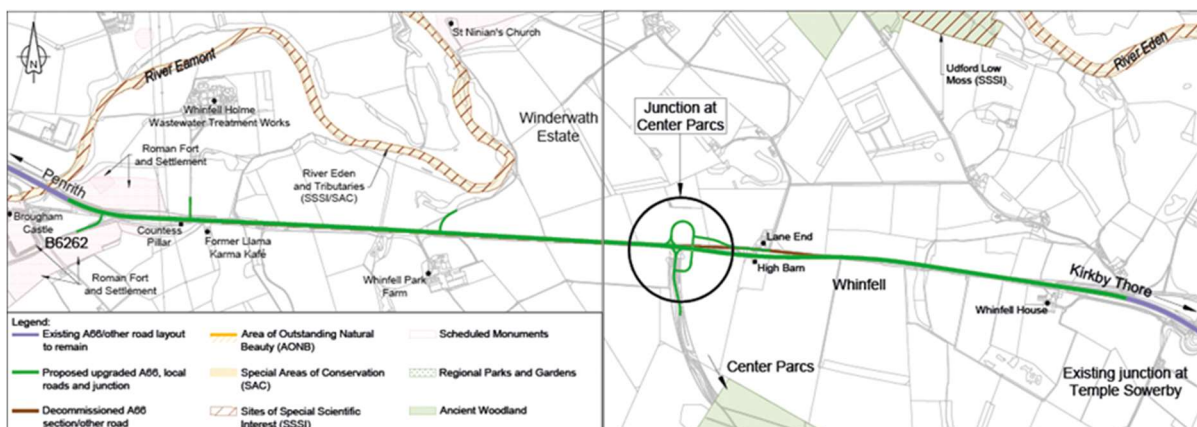 St Ninian's Church
River Eamont
Whinfell Holme
Wastewater Treatment Works
Roman Fort
and Settlement
Penrith
Brougham
Castle
B6262
Countess
Pillar
Former Llama
Karma Kafé
River Eden
and Tributaries
(SSSI/SAC)
Winderwath
Estate
Whinfell Park
Farm
Roman Fort
and Settlement
N
Junction at
Center Parcs
Udford Low
Moss (SSSI)
River Eden
Lane End
High Barn
Whinfell
Kirkby Thore
Whinfell House
Center Parcs
Existing junction at
Temple Sowerby
Legend:
Existing A66/other road layout
to remain
Proposed upgraded A66, local
roads and junction
Decommissioned A66
section/other road
Area of Outstanding Natural
Beauty (AONB)
Special Areas of Conservation
(SAC)
Sites of Special Scientific
Interest (SSSI)
Scheduled Monuments
Regional Parks and Gardens
Ancient Woodland